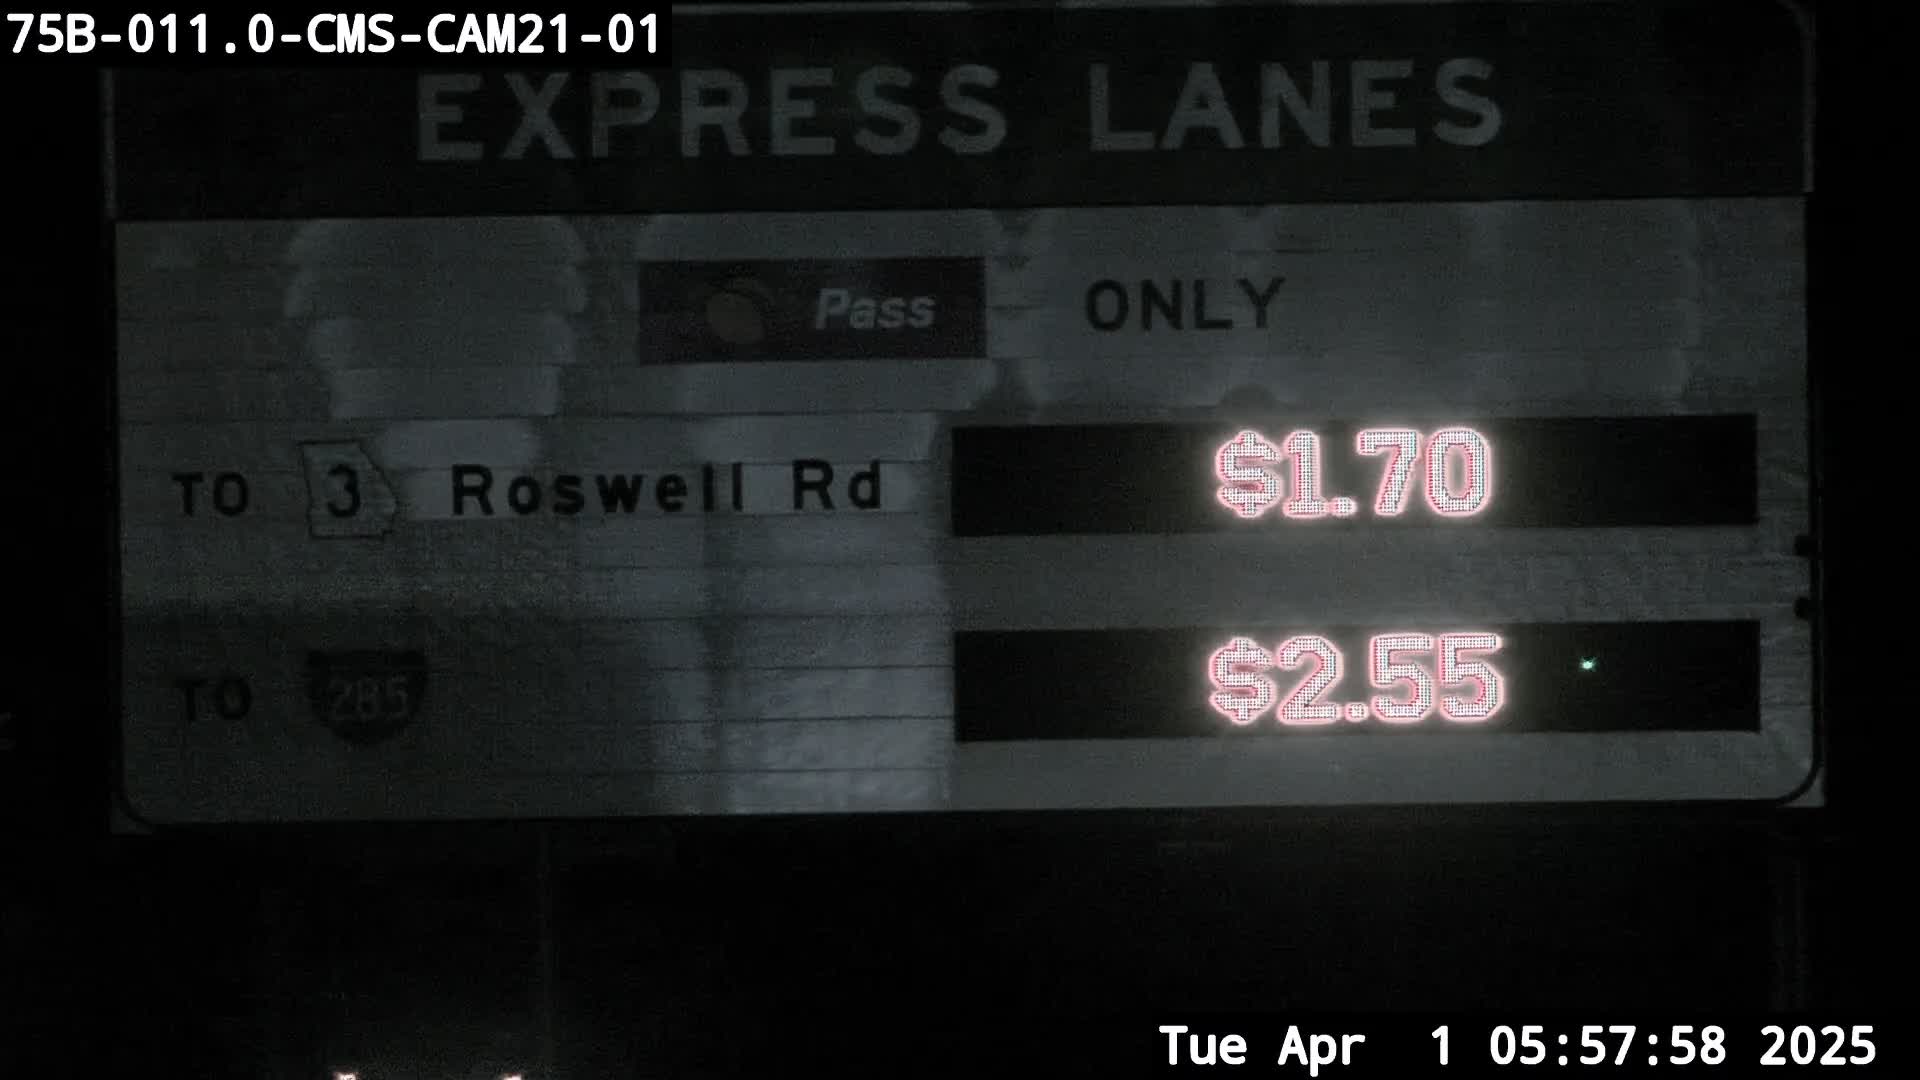 75B-011.0-CMS-CAM21-01
EXPRESS LANES
Pass ONLY
TO 3 Roswell Rd $1.70
TO 285 $2.55
Tue Apr 1 05:57:58 2025